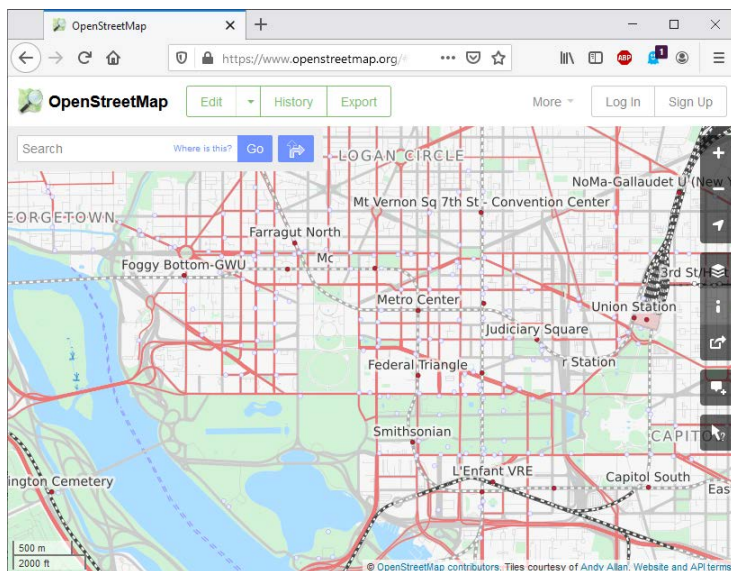 OpenStreetMap
https://www.openstreetmap.org/
ABP
1
OpenStreetMap
Edit
History
Export
More
Log In
Sign Up
Search
Where is this?
Go
LOGAN CIRCLE
NoMa-Gallaudet U (New Y
Mt Vernon Sq 7th St - Convention Center
EORGETOWN
Farragut North
Mc
Foggy Bottom-GWU
3rd St/H
Metro Center
Union Station
Judiciary Square
Federal Triangle
r Station
Smithsonian
CAPITO
L'Enfant VRE
ington Cemetery
Capitol South
Eas
500 m
2000 ft
© OpenStreetMap contributors. Tiles courtesy of Andy Allan. Website and API terms